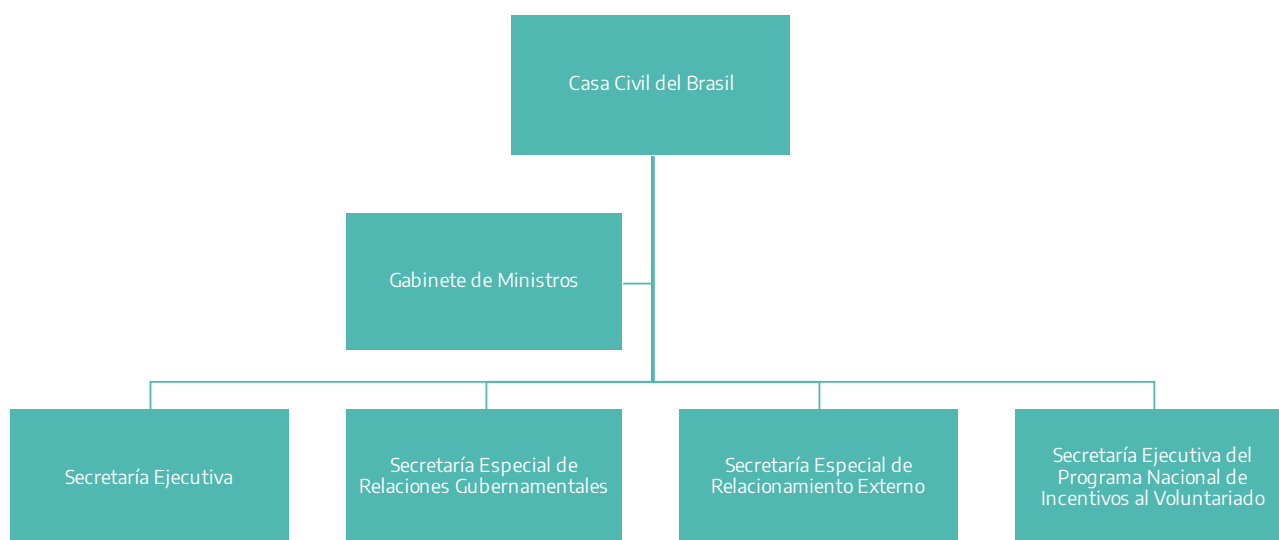 Casa Civil del Brasil
Gabinete de Ministros
Secretaría Ejecutiva
Secretaría Especial de
Relaciones Gubernamentales
Secretaría Especial de
Relacionamiento Externo
Secretaría Ejecutiva del
Programa Nacional de
Incentivos al Voluntariado